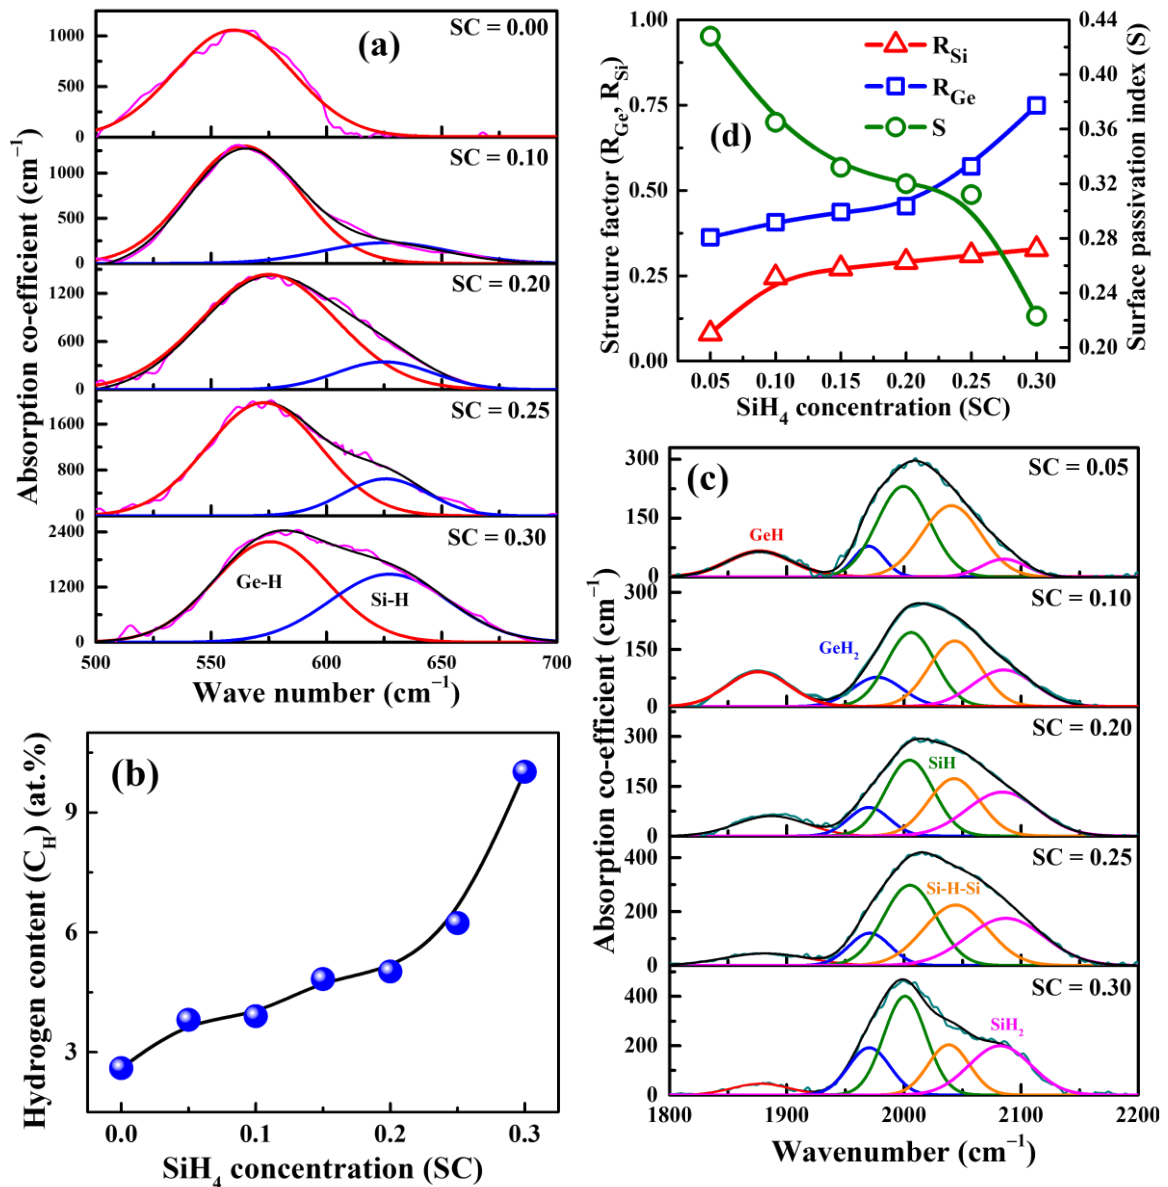 (a)
SC = 0.00
1000
500
0
SC = 0.10
1000
500
0
SC = 0.20
1200
600
0
SC = 0.25
1600
800
0
SC = 0.30
2400
1200
0
Ge-H
Si-H
500 550 600 650 700
Wave number (cm⁻¹)
Absorption co-efficient (cm⁻¹)
(d)
R_Si
R_Ge
S
1.00
0.75
0.50
0.25
0.00
Structure factor (R_Ge, R_Si)
0.44
0.40
0.36
0.32
0.28
0.24
0.20
Surface passivation index (S)
0.05 0.10 0.15 0.20 0.25 0.30
SiH₄ concentration (SC)
(b)
9
6
3
Hydrogen content (C_H) (at.%)
0.0 0.1 0.2 0.3
SiH₄ concentration (SC)
(c)
SC = 0.05
300
150
0
GeH
SC = 0.10
300
150
0
GeH₂
SC = 0.20
300
150
0
SiH
SC = 0.25
400
200
0
Si-H-Si
SC = 0.30
400
200
0
SiH₂
1800 1900 2000 2100 2200
Wavenumber (cm⁻¹)
Absorption co-efficient (cm⁻¹)